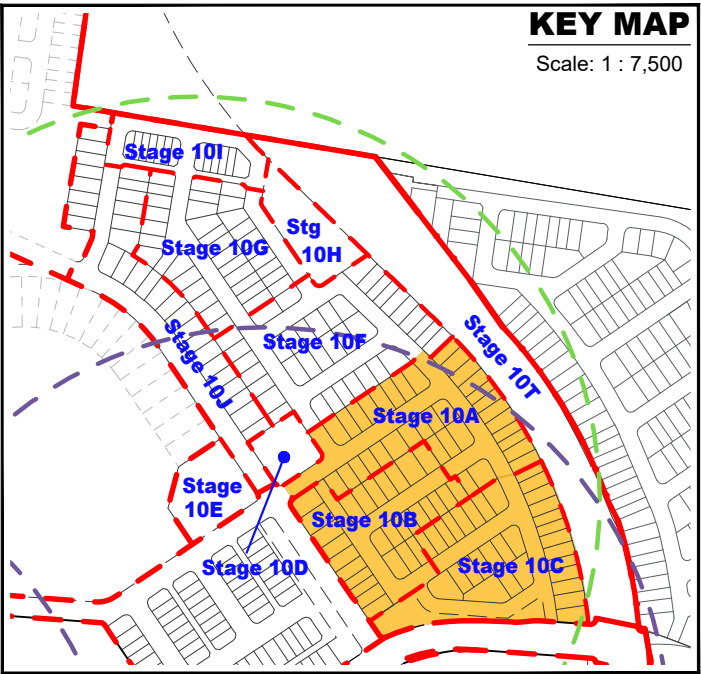 KEY MAP
Scale: 1 : 7,500
Stage 10I
Stg
10H
Stage 10G
Stage 10F
Stage 10J
Stage 10T
Stage 10A
Stage
10E
Stage 10B
Stage 10D
Stage 10C